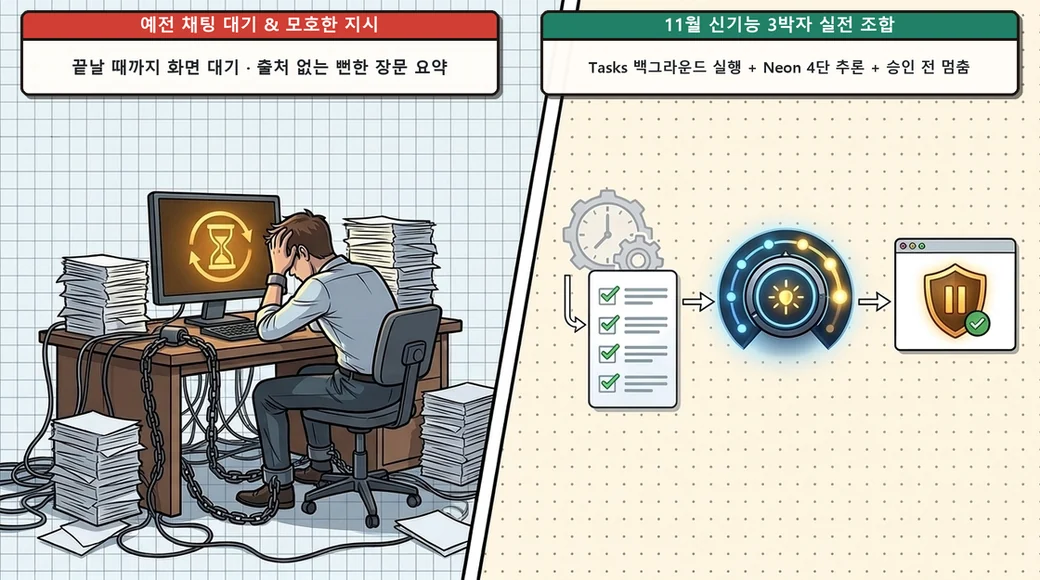 예전 채팅 대기 & 모호한 지시
끝날 때까지 화면 대기 · 출처 없는 뻔한 장문 요약
11월 신기능 3박자 실전 조합
Tasks 백그라운드 실행 + Neon 4단 추론 + 승인 전 멈춤